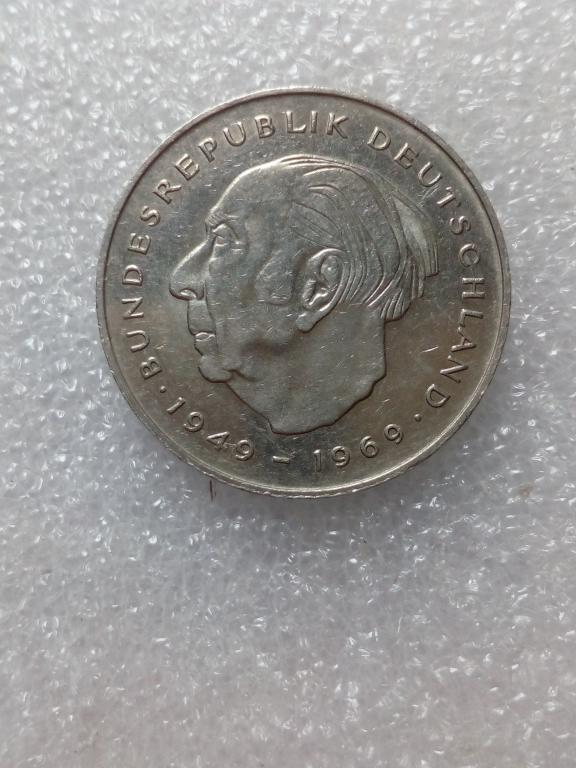 · BUNDESREPUBLIK DEUTSCHLAND ·
1949 – 1969